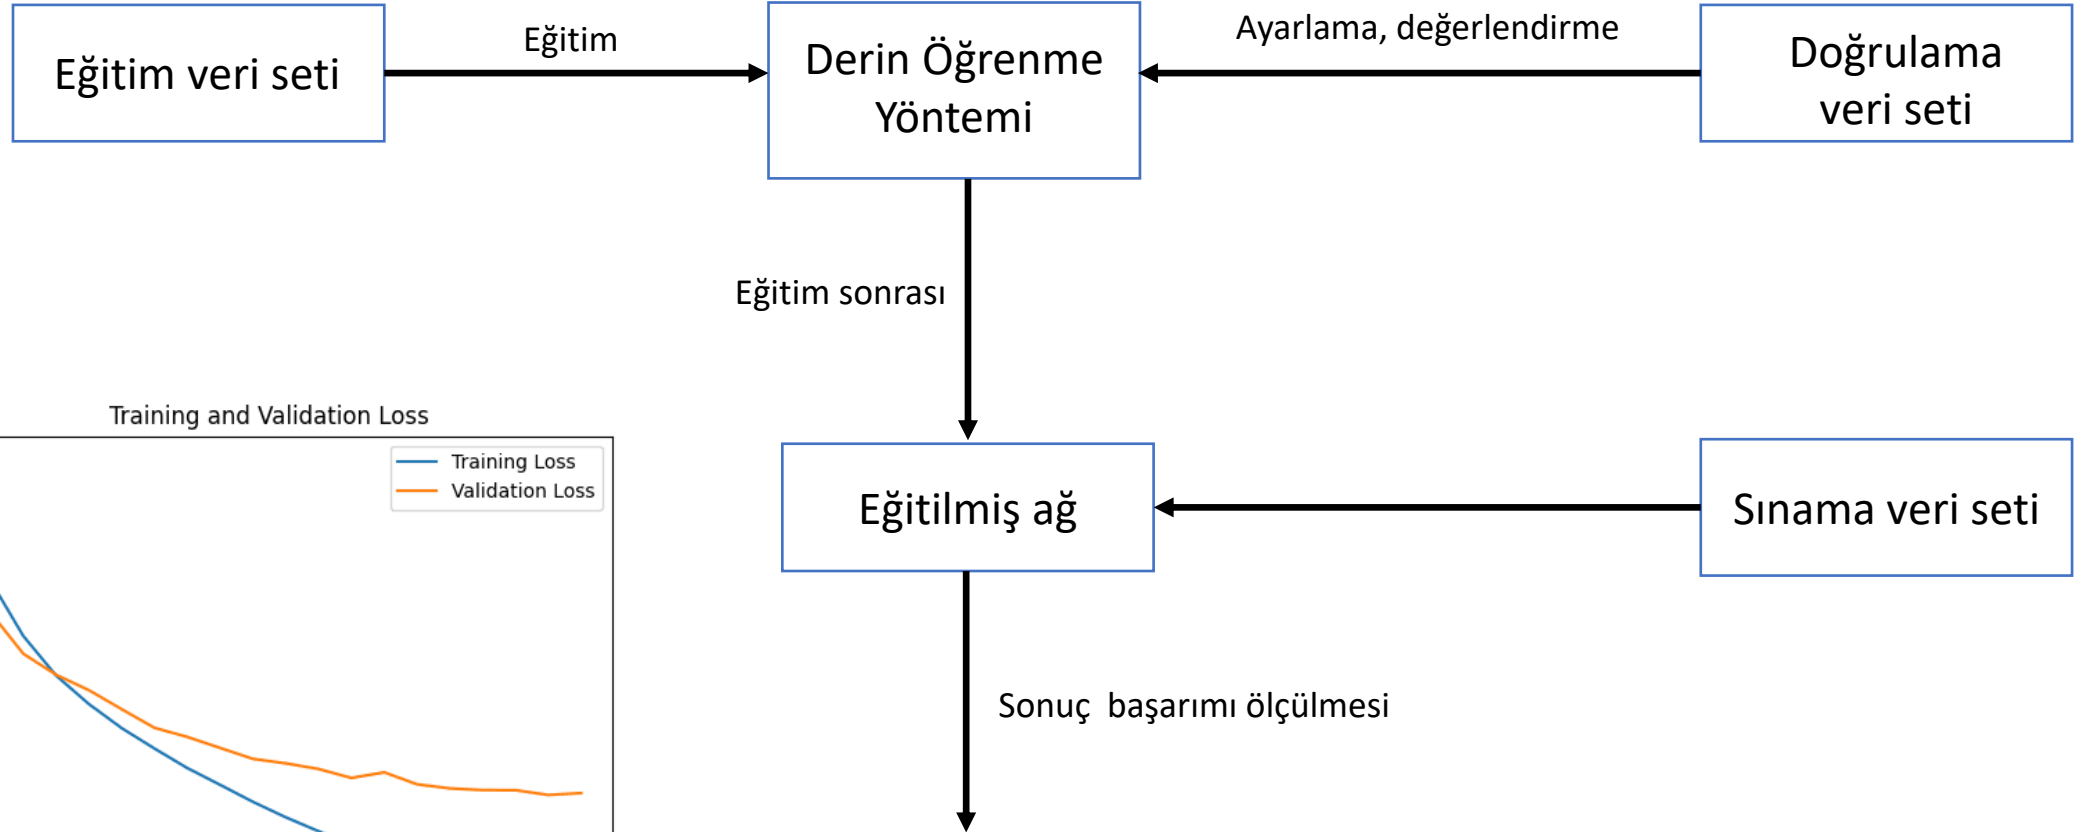 Eğitim veri seti
Eğitim
Derin Öğrenme
Yöntemi
Ayarlama, değerlendirme
Doğrulama
veri seti
Eğitim sonrası
Training and Validation Loss
Training Loss
Validation Loss
Eğitilmiş ağ
Sınama veri seti
Sonuç  başarımı ölçülmesi